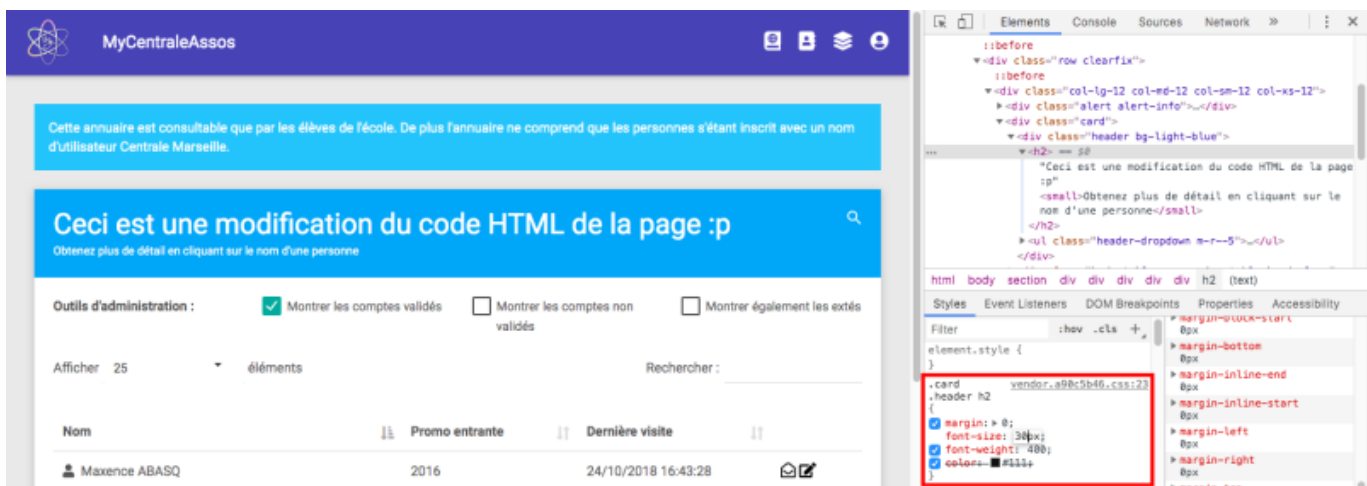 MyCentraleAssos
Cette annuaire est consultable que par les élèves de l'école. De plus l'annuaire ne comprend que les personnes s'étant inscrit avec un nom
d'utilisateur Centrale Marseille.
Ceci est une modification du code HTML de la page :p
Obtenez plus de détail en cliquant sur le nom d'une personne
Outils d'administration :
Montrer les comptes validés
Montrer les comptes non
validés
Montrer également les extés
Afficher 25 éléments
Rechercher :
Nom Promo entrante Dernière visite
Maxence ABASQ 2016 24/10/2018 16:43:28
Elements Console Sources Network »
::before
▼<div class="row clearfix">
::before
▼<div class="col-lg-12 col-md-12 col-sm-12 col-xs-12">
▶<div class="alert alert-info">…</div>
▼<div class="card">
▼<div class="header bg-light-blue">
… ▼<h2> == $0
"Ceci est une modification du code HTML de la page
:p"
<small>Obtenez plus de détail en cliquant sur le
nom d'une personne</small>
</h2>
▶<ul class="header-dropdown m-r--5">…</ul>
</div>
html body section div div div div div h2 (text)
Styles Event Listeners DOM Breakpoints Properties Accessibility
Filter :hov .cls +
element.style {
}
.card vendor.a90c5b46.css:23
.header h2
{
margin: ▶ 0;
font-size: 30px;
font-weight: 400;
color: #111;
}
▶ margin-block-start
0px
▶ margin-bottom
0px
▶ margin-inline-end
0px
▶ margin-inline-start
0px
▶ margin-left
0px
▶ margin-right
0px